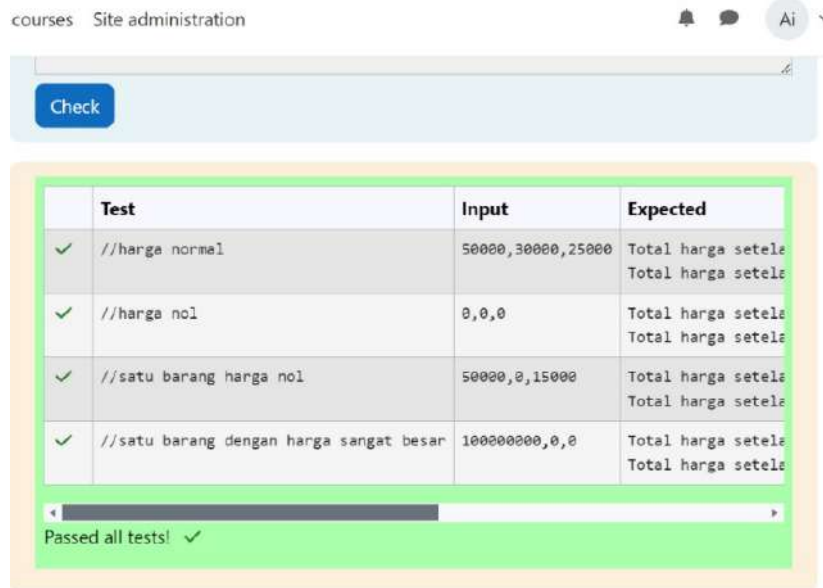 courses Site administration Ai
Check
Test Input Expected
//harga normal 50000,30000,25000 Total harga setela
Total harga setela
//harga nol 0,0,0 Total harga setela
Total harga setela
//satu barang harga nol 50000,0,15000 Total harga setela
Total harga setela
//satu barang dengan harga sangat besar 100000000,0,0 Total harga setela
Total harga setela
Passed all tests!